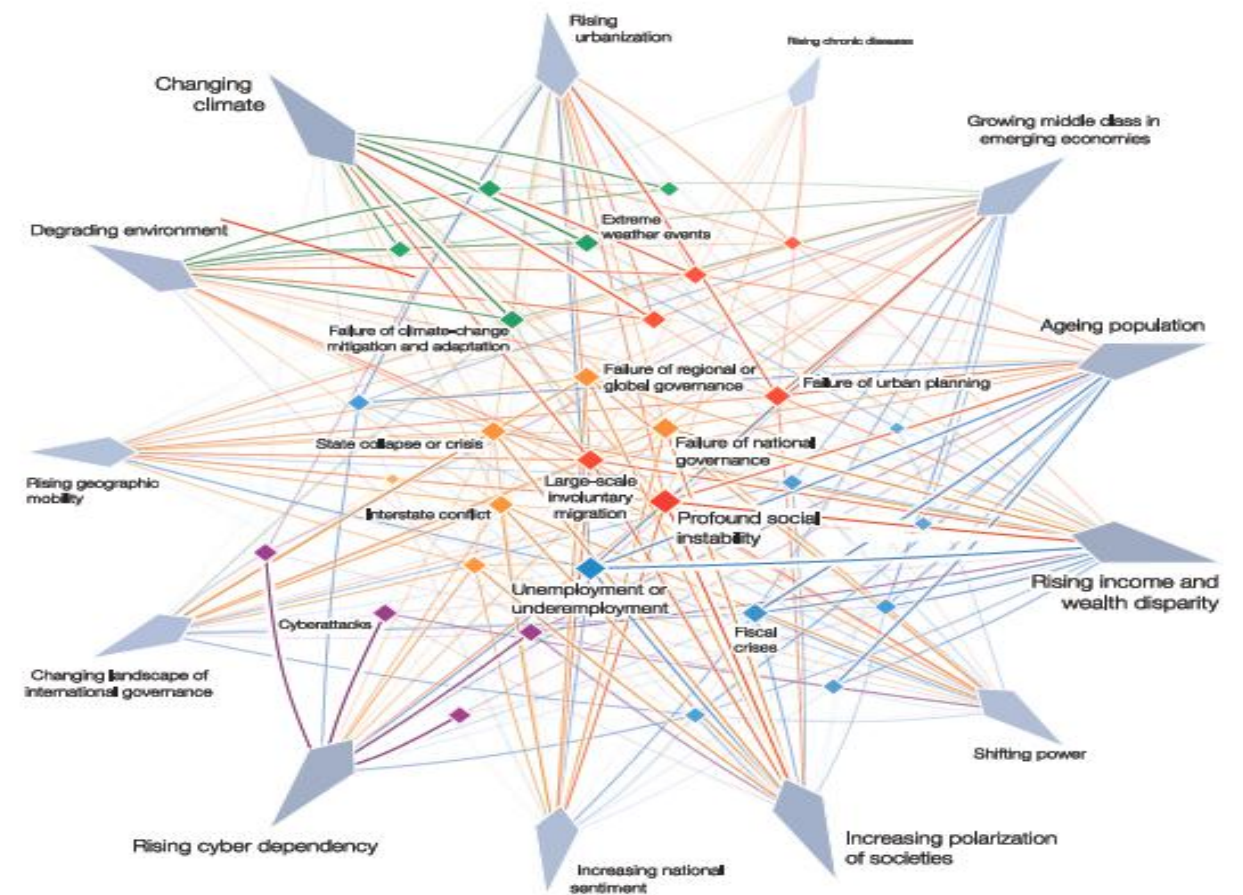 Rising
urbanization
Rising chronic diseases
Changing
climate
Growing middle class in
emerging economies
Extreme
weather events
Degrading environment
Failure of climate-change
mitigation and adaptation
Ageing population
Failure of regional or
global governance
Failure of urban planning
State collapse or crisis
Failure of national
governance
Rising geographic
mobility
Large-scale
involuntary
migration
Interstate conflict
Profound social
instability
Unemployment or
underemployment
Rising income and
wealth disparity
Cyberattacks
Fiscal
crises
Changing landscape of
international governance
Shifting power
Rising cyber dependency
Increasing polarization
of societies
Increasing national
sentiment